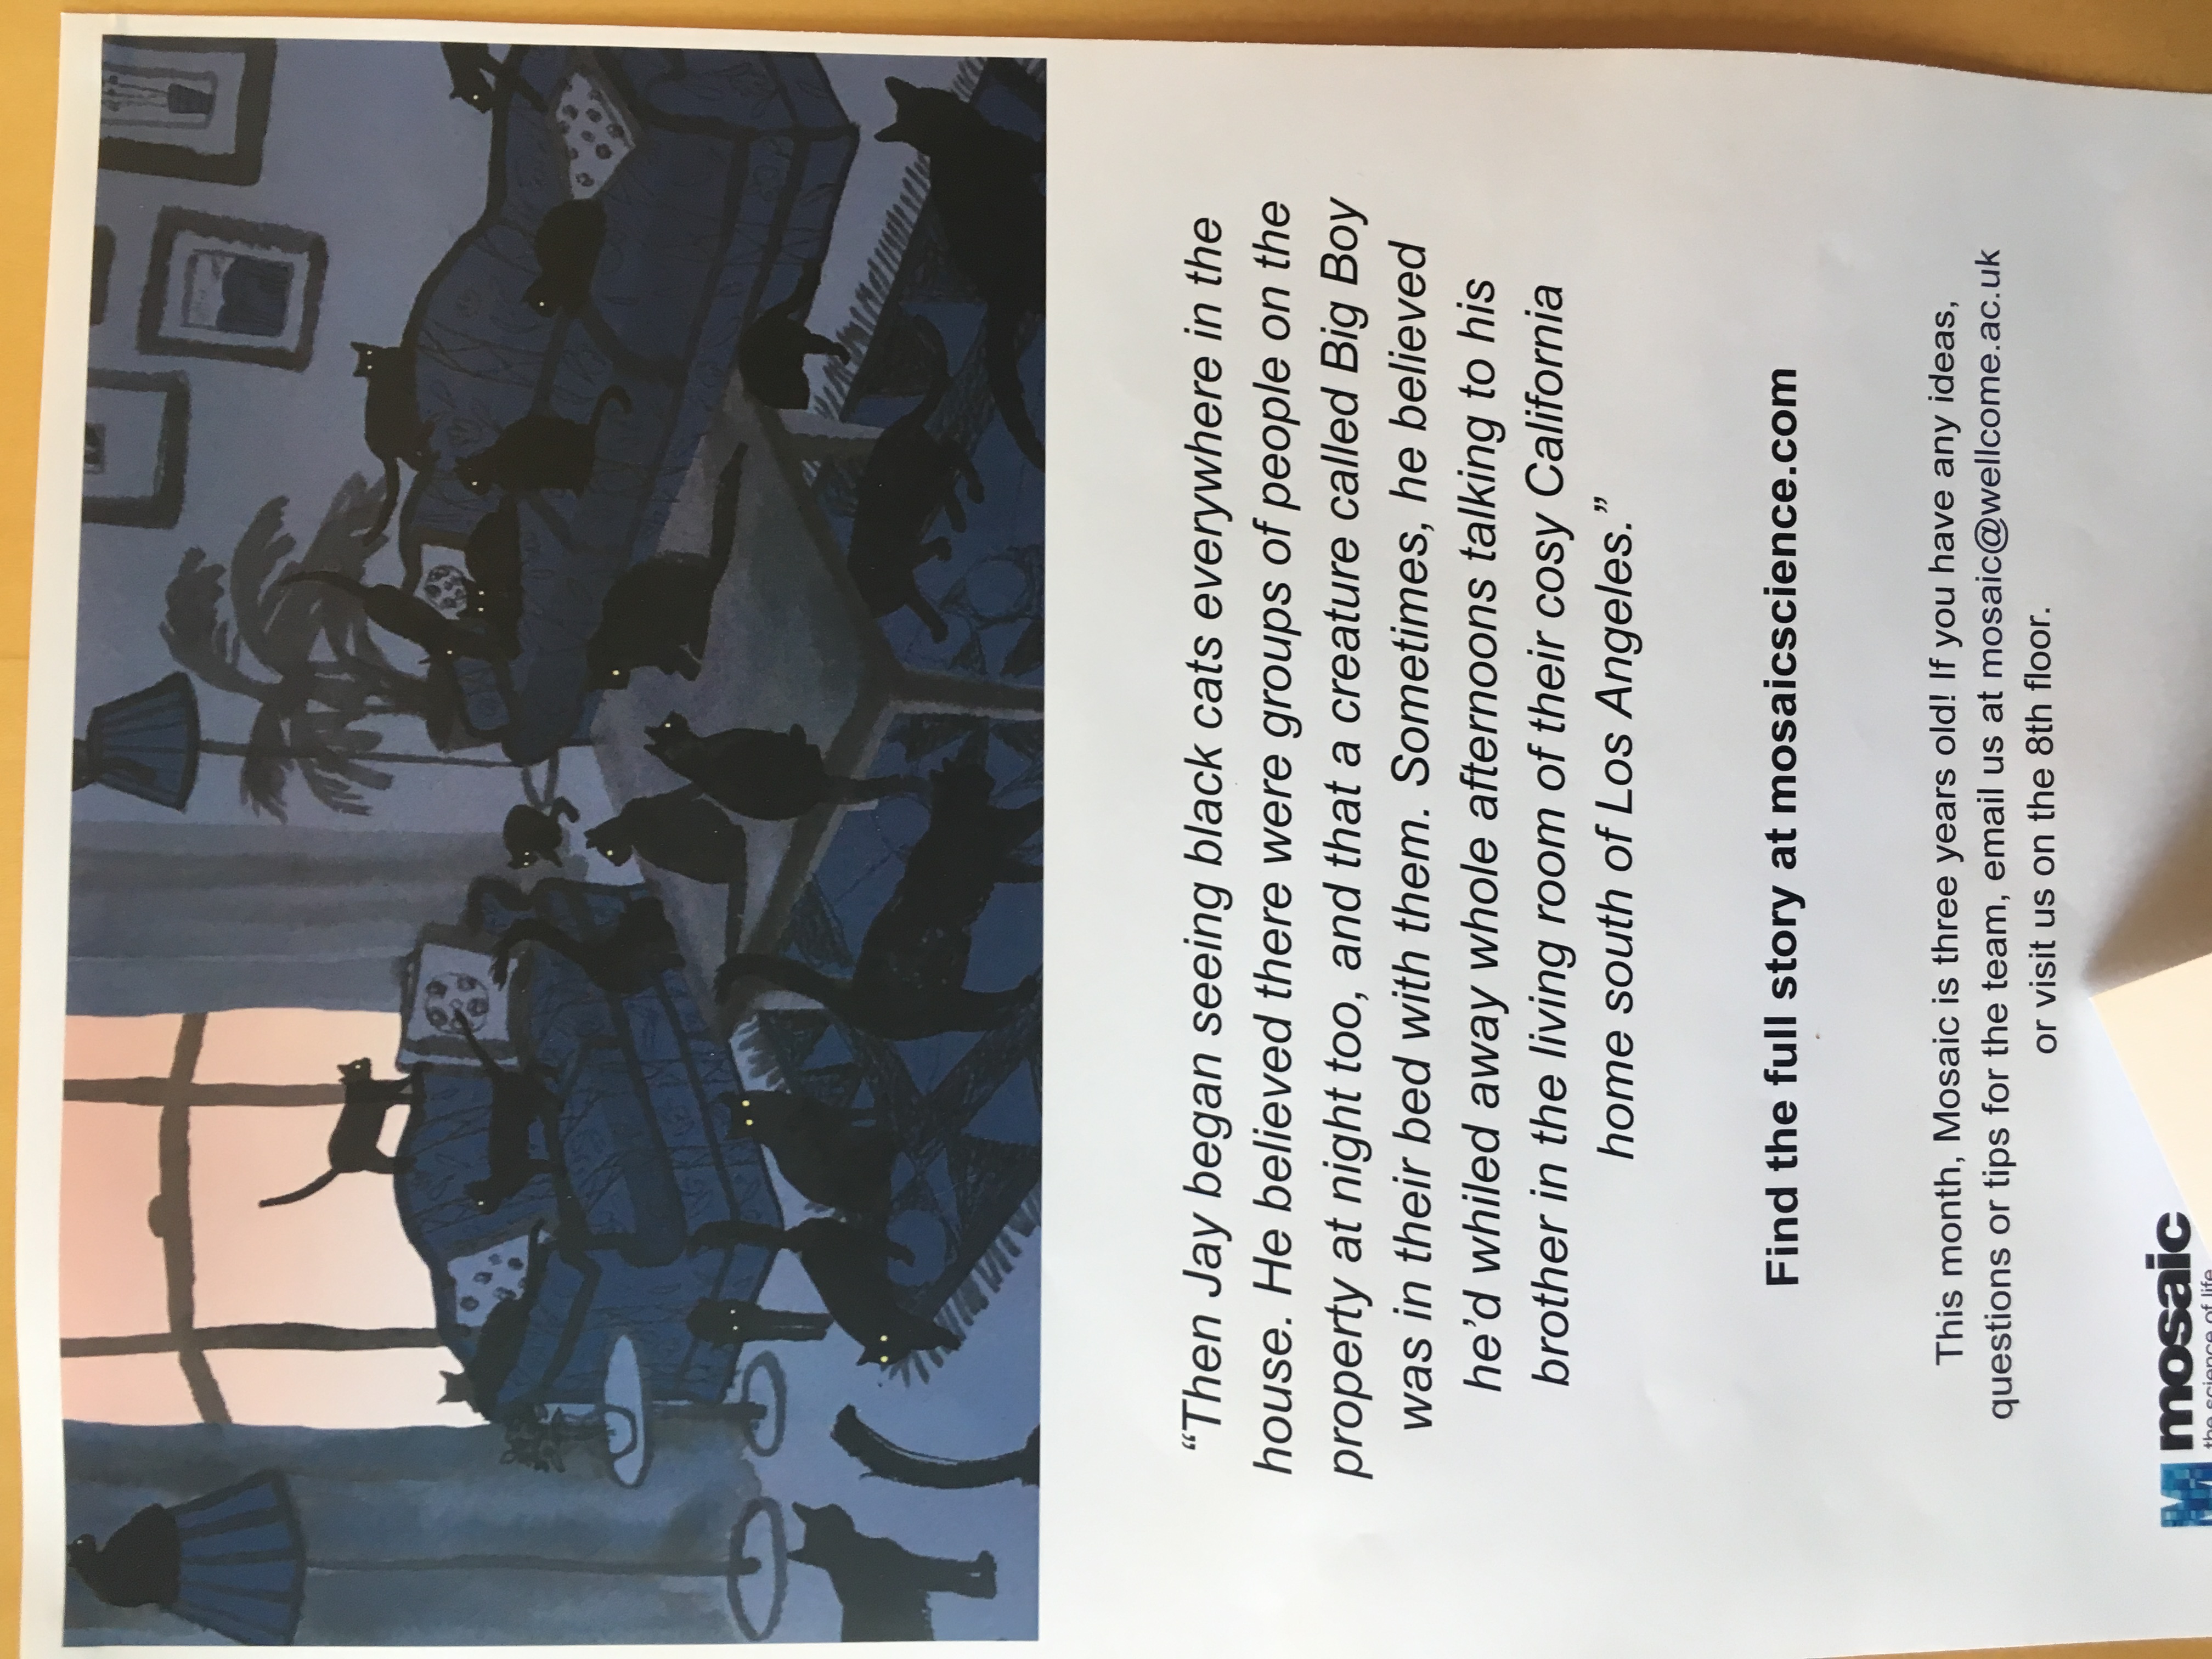 “Then Jay began seeing black cats everywhere in the
house. He believed there were groups of people on the
property at night too, and that a creature called Big Boy
was in their bed with them. Sometimes, he believed
he’d whiled away whole afternoons talking to his
brother in the living room of their cosy California
home south of Los Angeles.”
Find the full story at mosaicscience.com
This month, Mosaic is three years old! If you have any ideas,
questions or tips for the team, email us at mosaic@wellcome.ac.uk
or visit us on the 8th floor.
M mosaic
the science of life